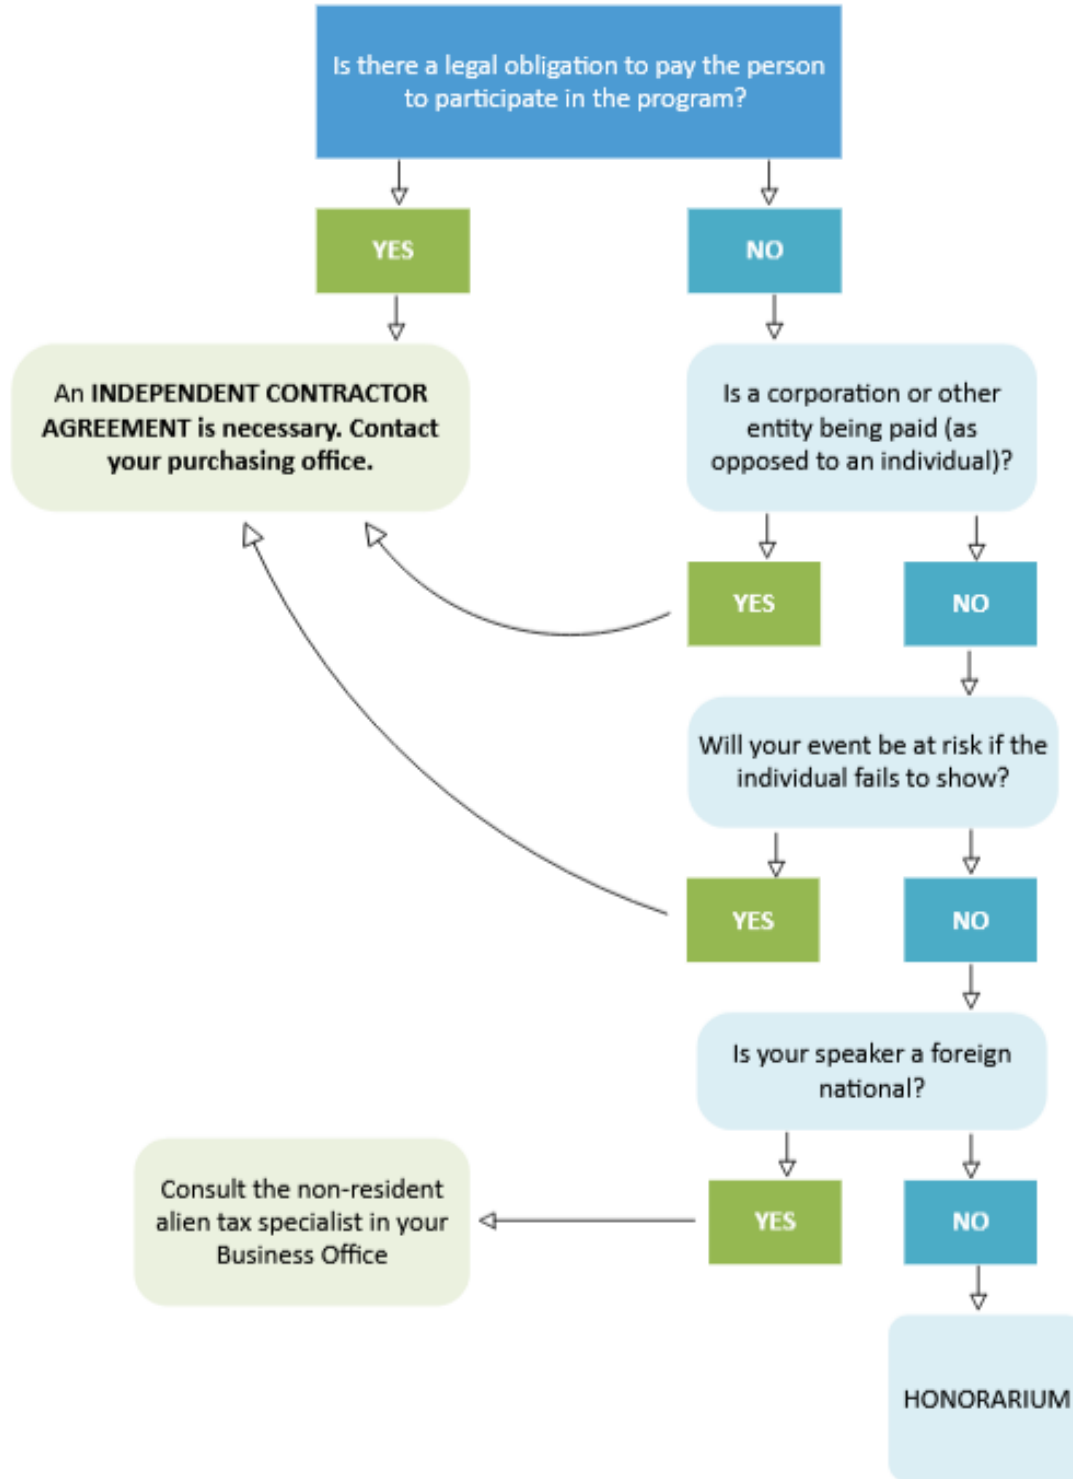 Is there a legal obligation to pay the person
to participate in the program?
YES
NO
An INDEPENDENT CONTRACTOR
AGREEMENT is necessary. Contact
your purchasing office.
Is a corporation or other
entity being paid (as
opposed to an individual)?
YES
NO
Will your event be at risk if the
individual fails to show?
YES
NO
Is your speaker a foreign
national?
Consult the non-resident
alien tax specialist in your
Business Office
YES
NO
HONORARIUM